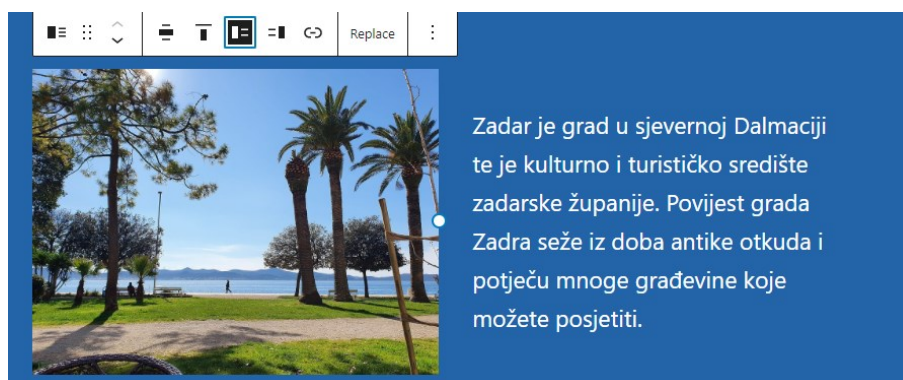 Replace
Zadar je grad u sjevernoj Dalmaciji
te je kulturno i turističko središte
zadarske županije. Povijest grada
Zadra seže iz doba antike otkuda i
potječu mnoge građevine koje
možete posjetiti.